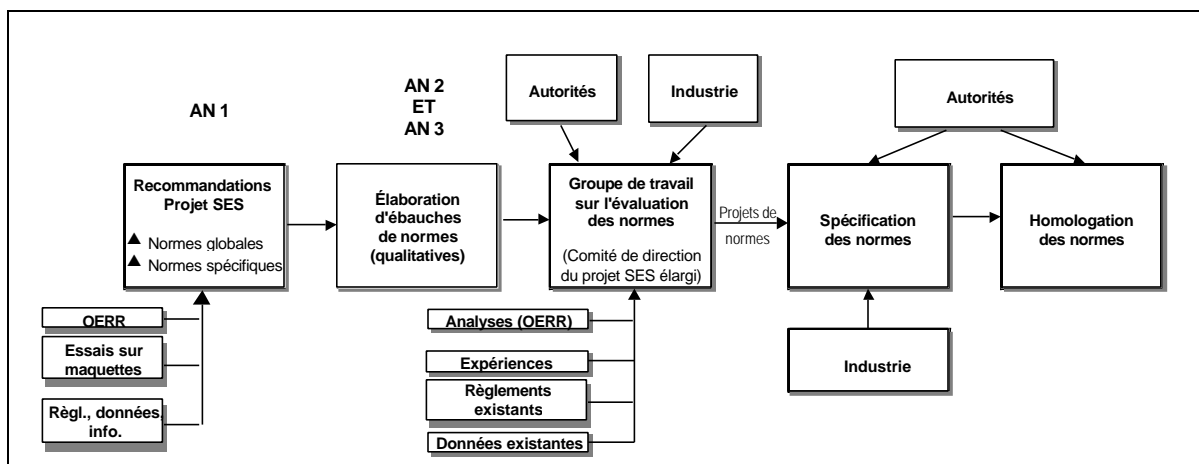 AN 1
AN 2
ET
AN 3
Autorités
Industrie
Autorités
Recommandations
Projet SES
▲ Normes globales
▲ Normes spécifiques
Élaboration
d'ébauches
de normes
(qualitatives)
Groupe de travail
sur l'évaluation
des normes
(Comité de direction
du projet SES élargi)
Projets de
normes
Spécification
des normes
Homologation
des normes
OERR
Essais sur
maquettes
Règl., données,
info.
Analyses (OERR)
Expériences
Règlements
existants
Données existantes
Industrie